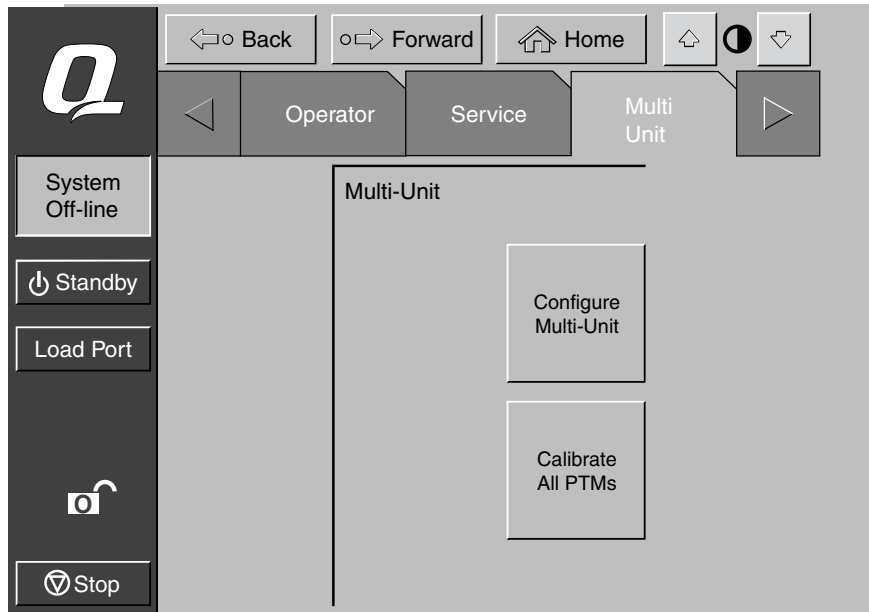 Q
Back
Forward
Home
Operator
Service
Multi
Unit
System
Off-line
Standby
Load Port
Stop
Multi-Unit
Configure
Multi-Unit
Calibrate
All PTMs